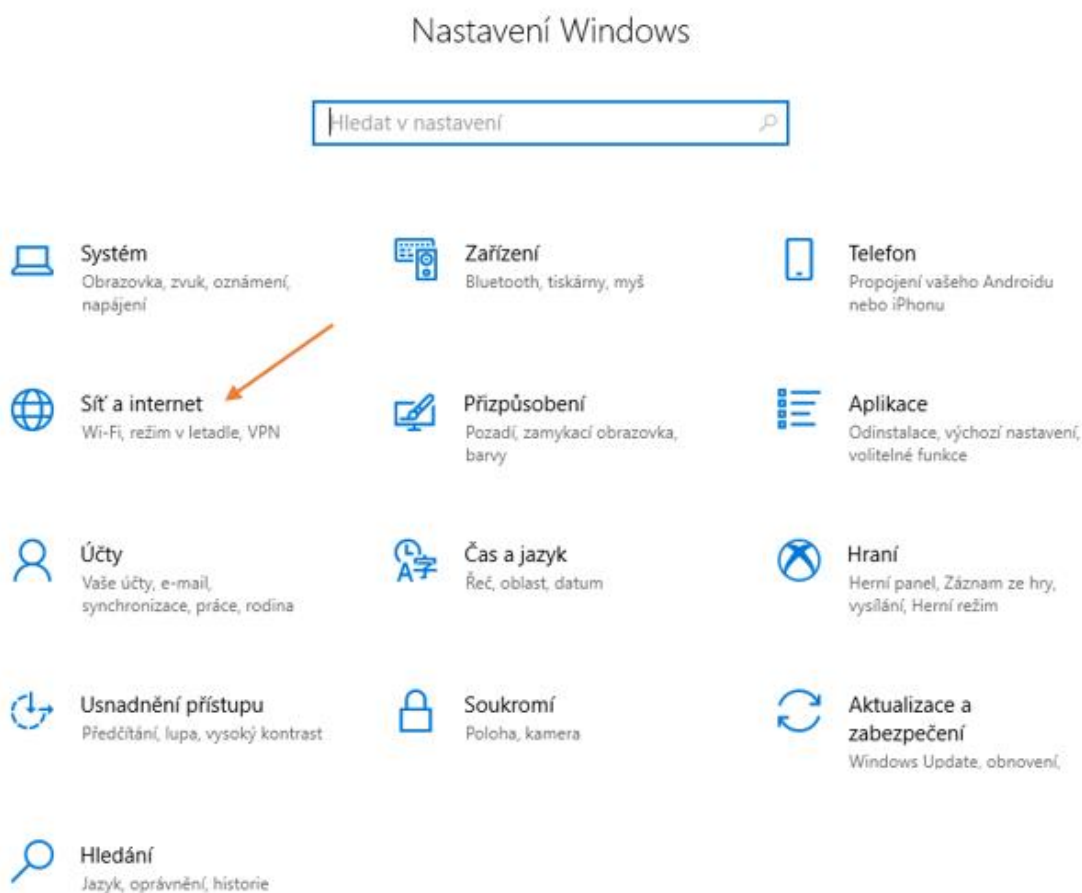 Nastavení Windows
Hledat v nastavení
Systém
Obrazovka, zvuk, oznámení,
napájení
Zařízení
Bluetooth, tiskárny, myš
Telefon
Propojení vašeho Androidu
nebo iPhonu
Síť a internet
Wi-Fi, režim v letadle, VPN
Přizpůsobení
Pozadí, zamykací obrazovka,
barvy
Aplikace
Odinstalace, výchozí nastavení,
volitelné funkce
Účty
Vaše účty, e-mail,
synchronizace, práce, rodina
Čas a jazyk
Řeč, oblast, datum
Hraní
Herní panel, Záznam ze hry,
vysílání, Herní režim
Usnadnění přístupu
Předčítání, lupa, vysoký kontrast
Soukromí
Poloha, kamera
Aktualizace a
zabezpečení
Windows Update, obnovení,
Hledání
Jazyk, oprávnění, historie